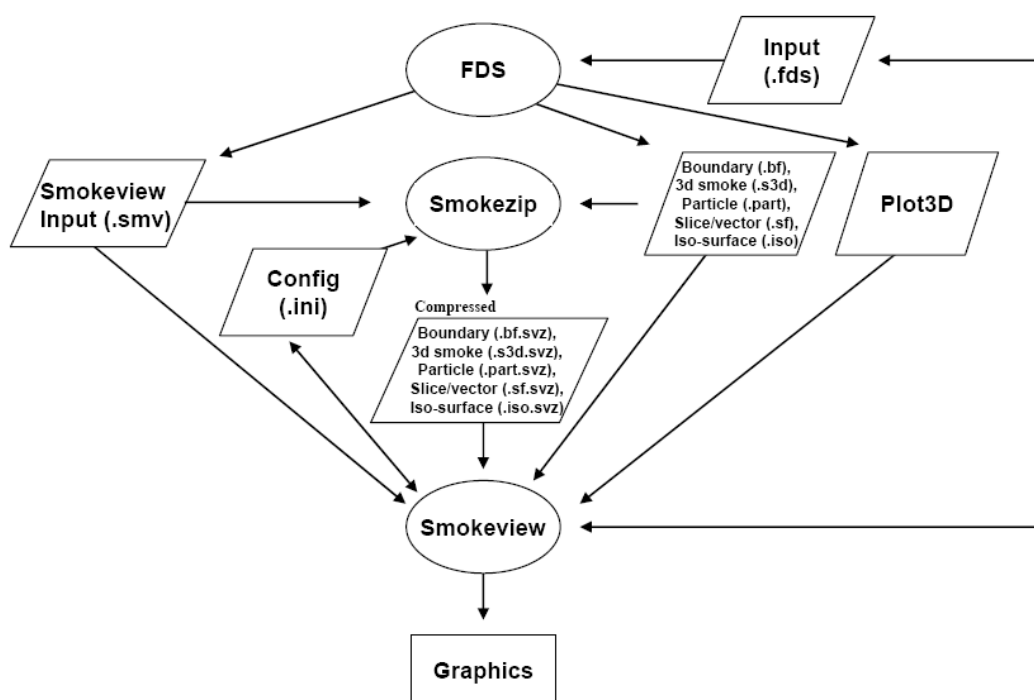 FDS
Input
(.fds)
Smokeview
Input (.smv)
Smokezip
Boundary (.bf),
3d smoke (.s3d),
Particle (.part),
Slice/vector (.sf),
Iso-surface (.iso)
Plot3D
Config
(.ini)
Compressed
Boundary (.bf.svz),
3d smoke (.s3d.svz),
Particle (.part.svz),
Slice/vector (.sf.svz),
Iso-surface (.iso.svz)
Smokeview
Graphics